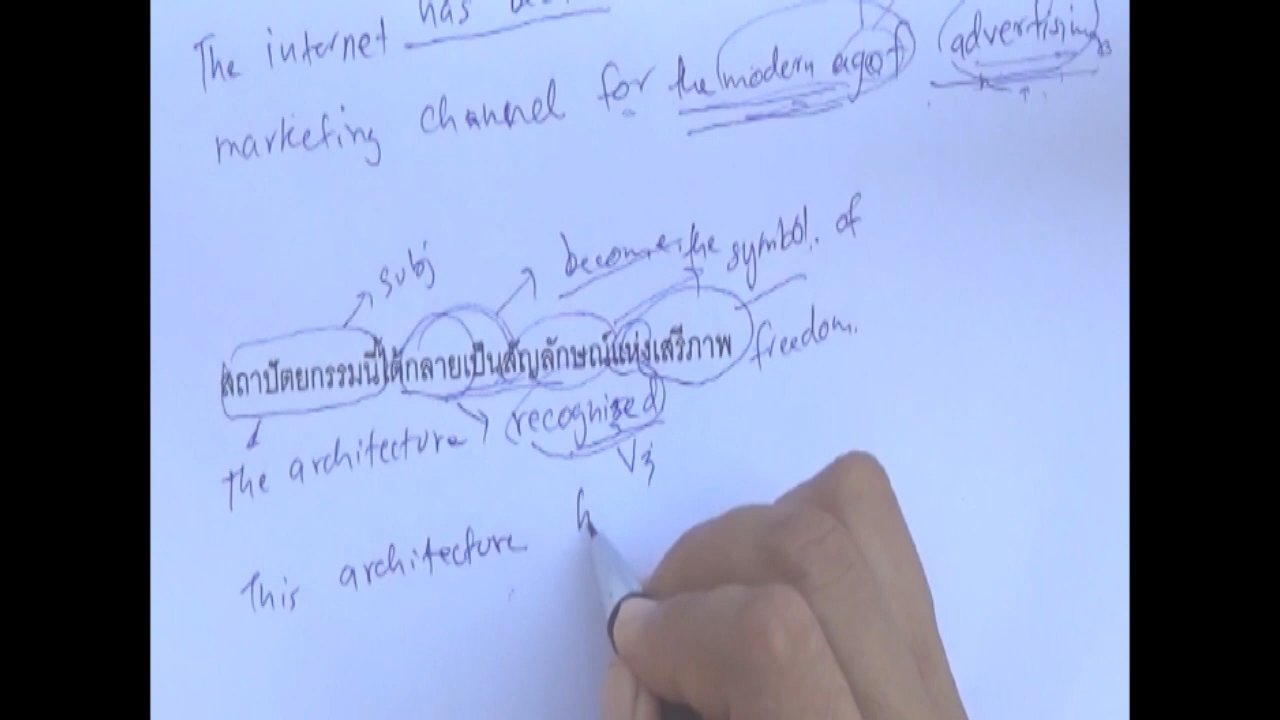 The internet has
marketing channel for the modern agent advertising
subj
become the symbol of
สถาปัตยกรรมนี้ได้กลายเป็นสัญลักษณ์แห่งเสรีภาพ
freedom.
the architecture
recognized
V3
This architecture